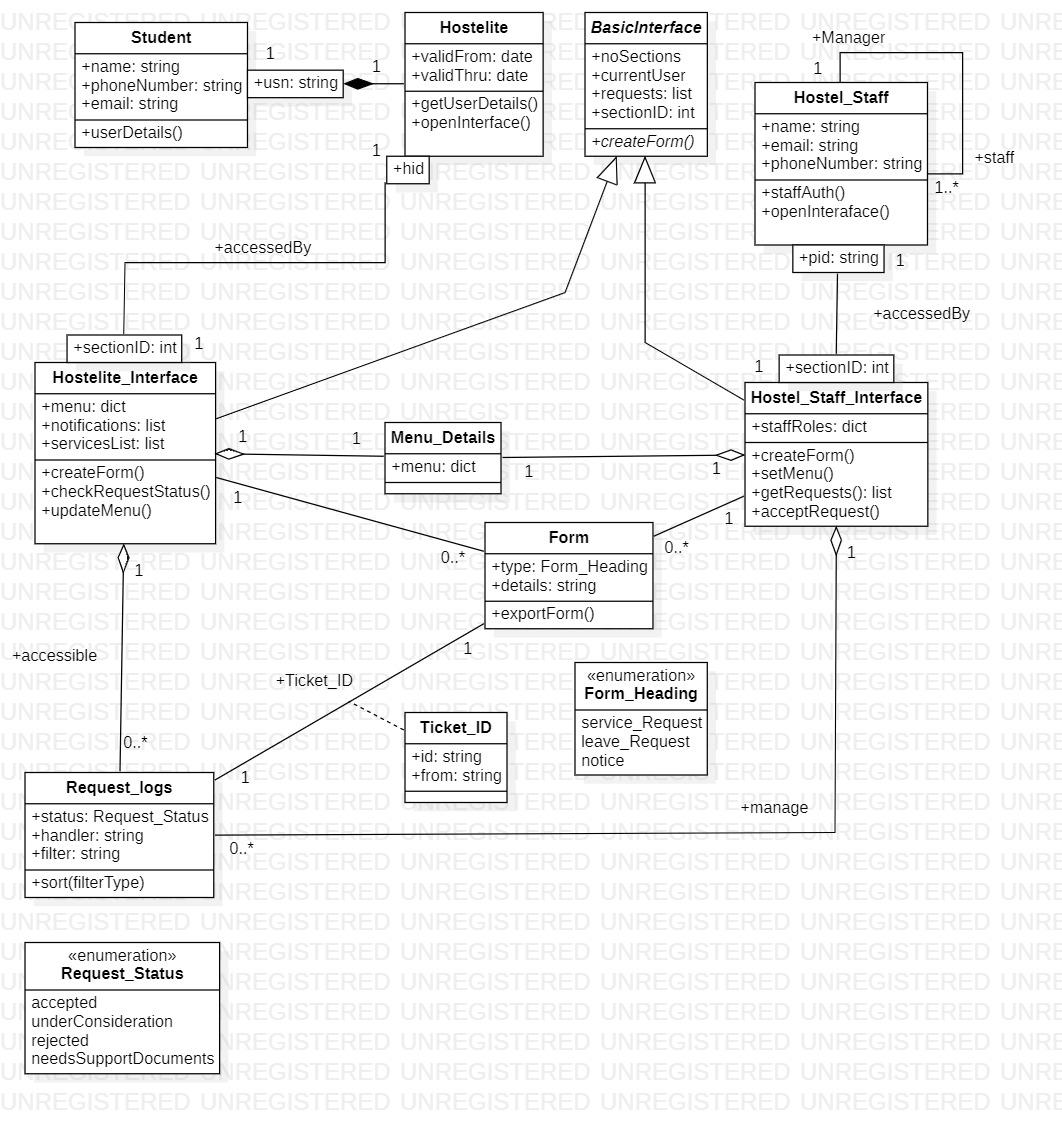 Student
+name: string
+phoneNumber: string
+email: string
+userDetails()
1
+usn: string
1
Hostelite
+validFrom: date
+validThru: date
+getUserDetails()
+openInterface()
1
+hid
BasicInterface
+noSections
+currentUser
+requests: list
+sectionID: int
+createForm()
+Manager
1
Hostel_Staff
+name: string
+email: string
+phoneNumber: string
+staffAuth()
+openInteraface()
+staff
1..*
+pid: string
1
+accessedBy
+accessedBy
+sectionID: int
1
Hostelite_Interface
+menu: dict
+notifications: list
+servicesList: list
+createForm()
+checkRequestStatus()
+updateMenu()
1
1
Menu_Details
+menu: dict
1
1
1
+sectionID: int
Hostel_Staff_Interface
+staffRoles: dict
+createForm()
+setMenu()
+getRequests(): list
+acceptRequest()
1
0..*
0..*
1
Form
+type: Form_Heading
+details: string
+exportForm()
1
1
+accessible
0..*
1
+Ticket_ID
1
Ticket_ID
+id: string
+from: string
«enumeration»
Form_Heading
service_Request
leave_Request
notice
+manage
0..*
Request_logs
+status: Request_Status
+handler: string
+filter: string
+sort(filterType)
«enumeration»
Request_Status
accepted
underConsideration
rejected
needsSupportDocuments
UNREGISTERED